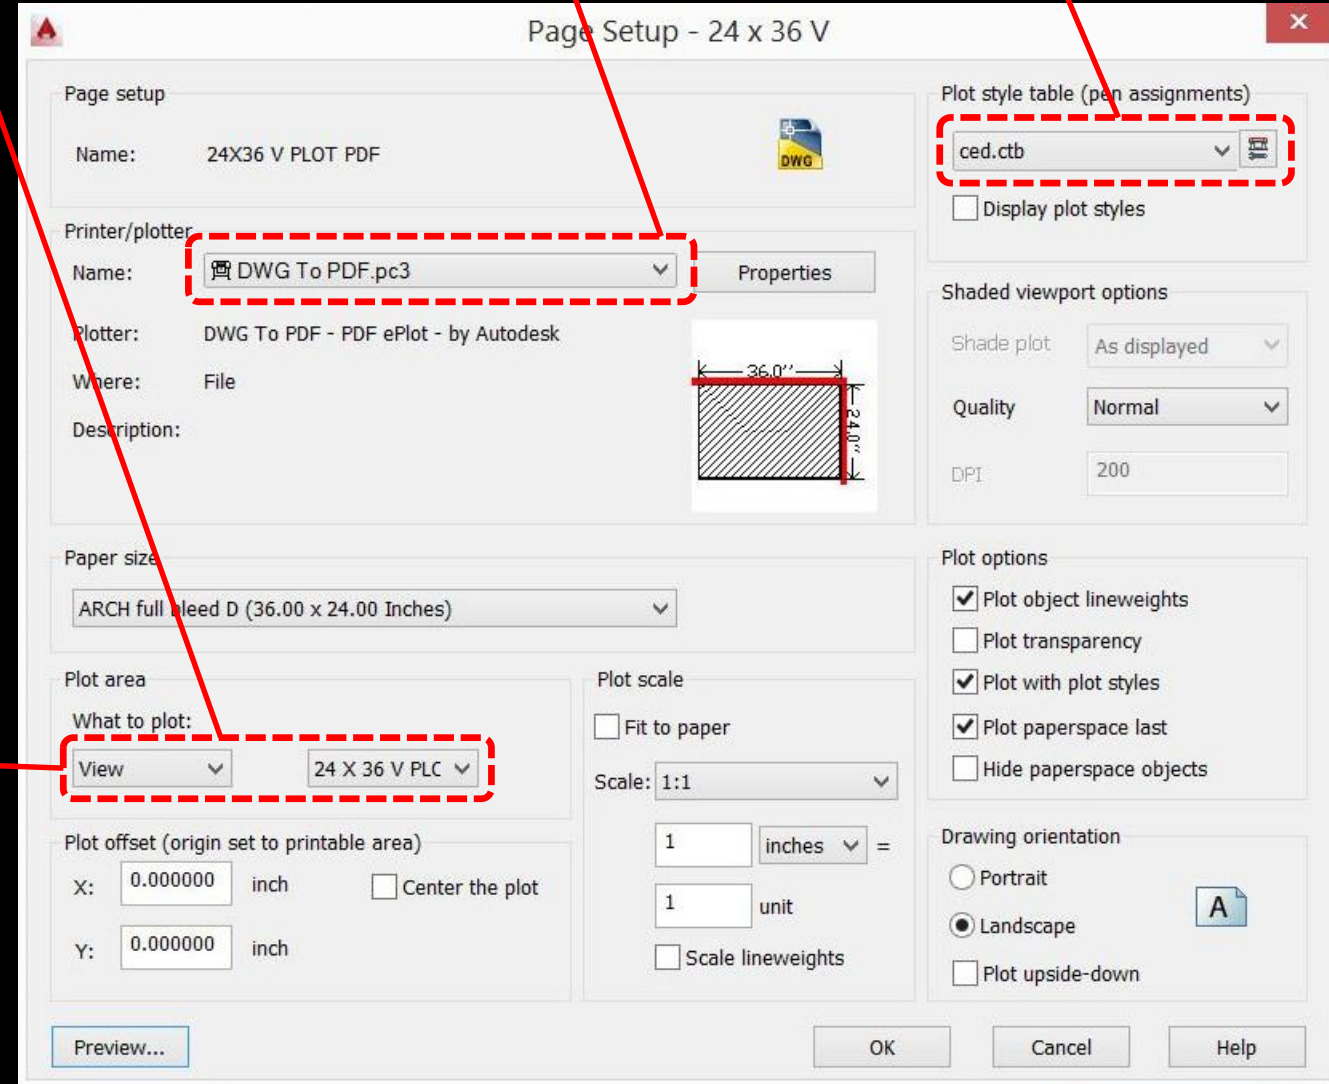 Page Setup - 24 x 36 V
Page setup
Name: 24X36 V PLOT PDF
DWG
Printer/plotter
Name: DWG To PDF.pc3
Properties
Plotter: DWG To PDF - PDF ePlot - by Autodesk
Where: File
Description:
36.0''
24.0''
Paper size
ARCH full bleed D (36.00 x 24.00 Inches)
Plot area
What to plot:
View 24 X 36 V PLC
Plot offset (origin set to printable area)
X: 0.000000 inch
Center the plot
Y: 0.000000 inch
Plot scale
Fit to paper
Scale: 1:1
1 inches =
1 unit
Scale lineweights
Plot style table (pen assignments)
ced.ctb
Display plot styles
Shaded viewport options
Shade plot As displayed
Quality Normal
DPI 200
Plot options
Plot object lineweights
Plot transparency
Plot with plot styles
Plot paperspace last
Hide paperspace objects
Drawing orientation
Portrait
Landscape
A
Plot upside-down
Preview...
OK
Cancel
Help